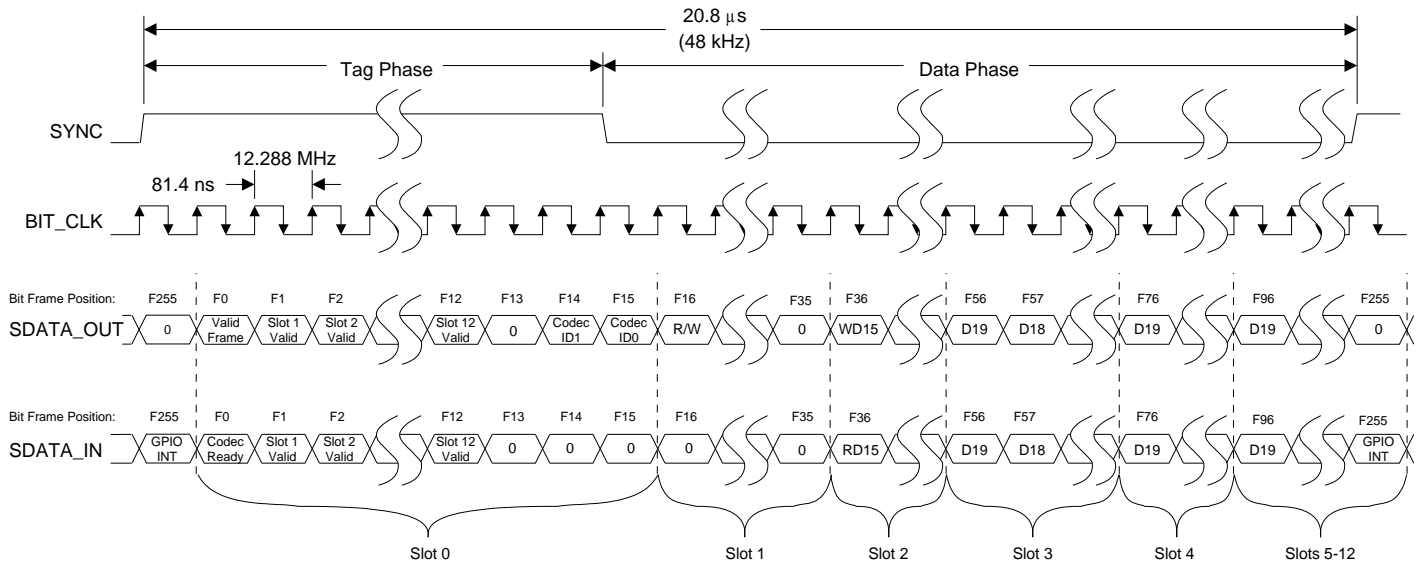 20.8 μs
(48 kHz)
Tag Phase
Data Phase
SYNC
12.288 MHz
81.4 ns
BIT_CLK
Bit Frame Position: F255 F0 F1 F2 F12 F13 F14 F15 F16 F35 F36 F56 F57 F76 F96 F255
SDATA_OUT 0 Valid Frame Slot 1 Valid Slot 2 Valid Slot 12 Valid 0 Codec ID1 Codec ID0 R/W 0 WD15 D19 D18 D19 D19 0
Bit Frame Position: F255 F0 F1 F2 F12 F13 F14 F15 F16 F35 F36 F56 F57 F76 F96 F255
SDATA_IN GPIO INT Codec Ready Slot 1 Valid Slot 2 Valid Slot 12 Valid 0 0 0 0 0 RD15 D19 D18 D19 D19 GPIO INT
Slot 0 Slot 1 Slot 2 Slot 3 Slot 4 Slots 5-12